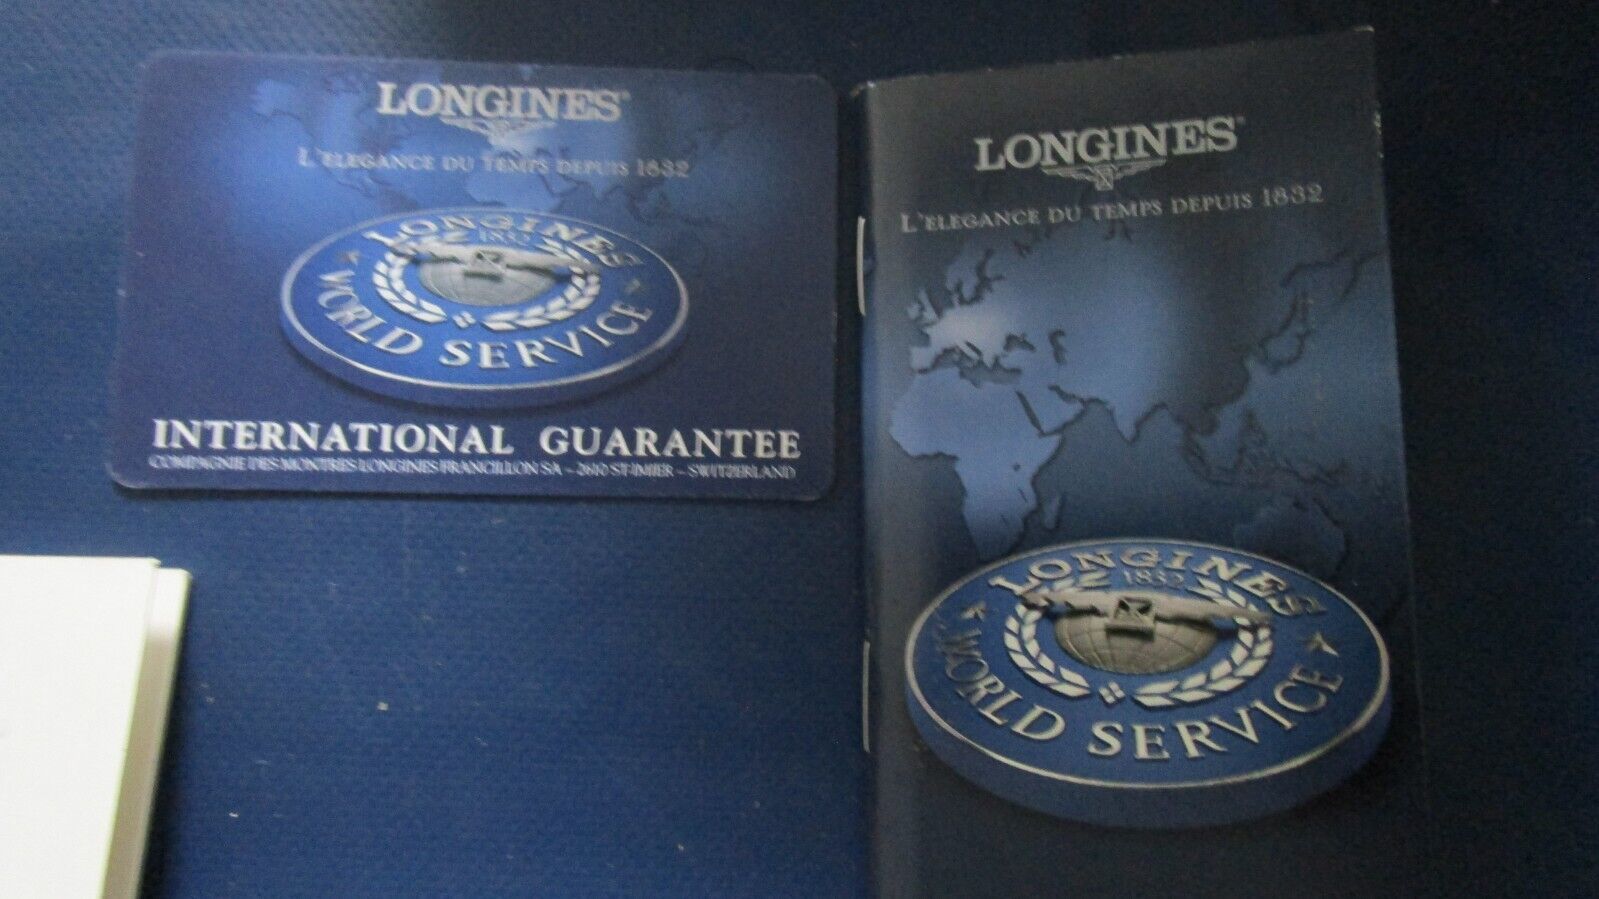 LONGINES®
L'ELEGANCE DU TEMPS DEPUIS 1832
LONGINES
1832
WORLD SERVICE
INTERNATIONAL GUARANTEE
COMPAGNIE DES MONTRES LONGINES FRANCILLON SA – 2610 ST-IMIER – SWITZERLAND
LONGINES®
L'ELEGANCE DU TEMPS DEPUIS 1832
LONGINES
1832
WORLD SERVICE